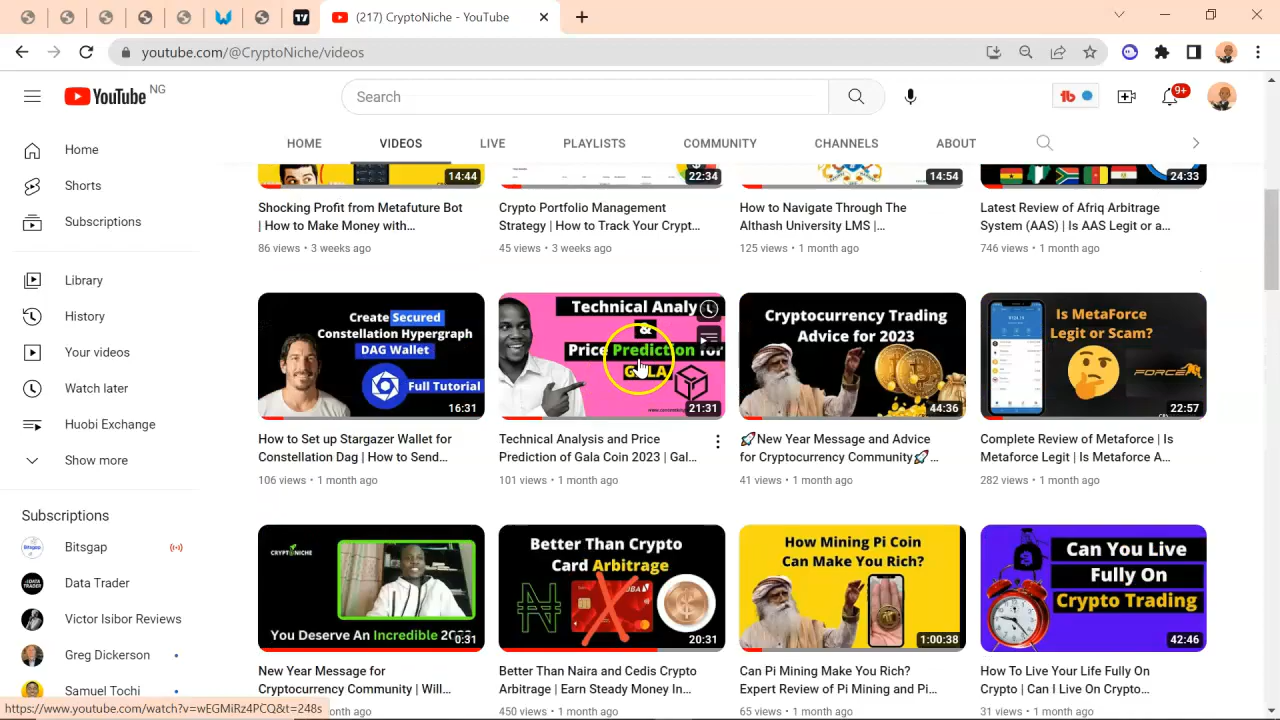 (217) CryptoNiche - YouTube
youtube.com/@CryptoNiche/videos
YouTube NG
Search
9+
HOME VIDEOS LIVE PLAYLISTS COMMUNITY CHANNELS ABOUT
Home
Shorts
Subscriptions
Library
History
Your videos
Watch later
Huobi Exchange
Show more
Subscriptions
Bitsgap
Data Trader
Victor Isibor Reviews
Greg Dickerson
Samuel Tochi
14:44
Shocking Profit from Metafuture Bot
| How to Make Money with...
86 views • 3 weeks ago
22:34
Crypto Portfolio Management
Strategy | How to Track Your Crypt...
45 views • 3 weeks ago
14:54
How to Navigate Through The
Althash University LMS |...
125 views • 1 month ago
24:33
Latest Review of Afriq Arbitrage
System (AAS) | Is AAS Legit or a...
746 views • 1 month ago
Create Secured
Constellation Hypergraph
DAG Wallet
Full Tutorial
16:31
How to Set up Stargazer Wallet for
Constellation Dag | How to Send...
106 views • 1 month ago
Technical Analy
&
Price Prediction for
GALA
21:31
Technical Analysis and Price
Prediction of Gala Coin 2023 | Gal...
101 views • 1 month ago
Cryptocurrency Trading
Advice for 2023
44:36
🚀New Year Message and Advice
for Cryptocurrency Community🚀...
41 views • 1 month ago
Is MetaForce
Legit or Scam?
FORCE
22:57
Complete Review of Metaforce | Is
Metaforce Legit | Is Metaforce A...
282 views • 1 month ago
CRYPTONICHE
You Deserve An Incredible
0:31
New Year Message for
Cryptocurrency Community | Will...
month ago
Better Than Crypto
Card Arbitrage
UBA
20:31
Better Than Naira and Cedis Crypto
Arbitrage | Earn Steady Money In...
450 views • 1 month ago
How Mining Pi Coin
Can Make You Rich?
1:00:38
Can Pi Mining Make You Rich?
Expert Review of Pi Mining and Pi...
65 views • 1 month ago
Can You Live
Fully On
Crypto Trading
42:46
How To Live Your Life Fully On
Crypto | Can I Live On Crypto...
31 views • 1 month ago
https://www.youtube.com/watch?v=wEGMiRz4PCQ&t=248s